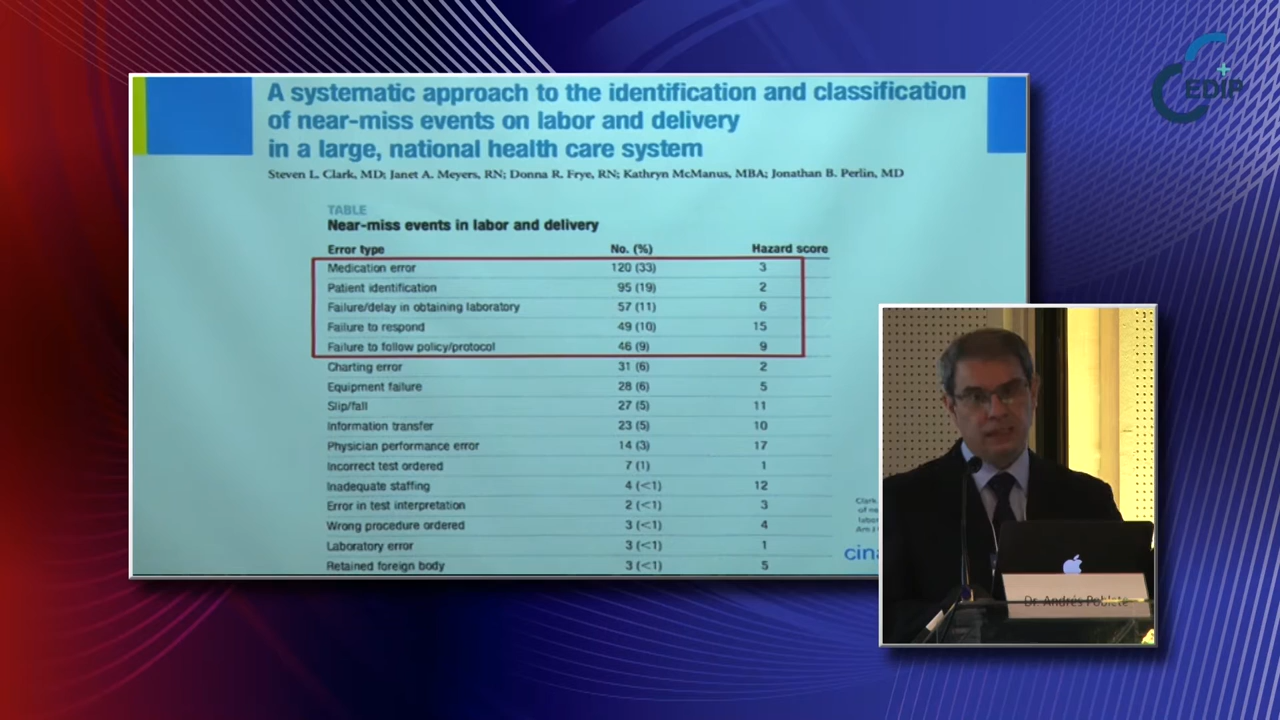 A systematic approach to the identification and classification
of near-miss events on labor and delivery
in a large, national health care system
Steven L. Clark, MD; Janet A. Meyers, RN; Donna R. Frye, RN; Kathryn McManus, MBA; Jonathan B. Perlin, MD
TABLE
Near-miss events in labor and delivery
Error type No. (%) Hazard score
Medication error 120 (33) 3
Patient identification 95 (19) 2
Failure/delay in obtaining laboratory 57 (11) 6
Failure to respond 49 (10) 15
Failure to follow policy/protocol 46 (9) 9
Charting error 31 (6) 2
Equipment failure 28 (6) 5
Slip/fall 27 (5) 11
Information transfer 23 (5) 10
Physician performance error 14 (3) 17
Incorrect test ordered 7 (1) 1
Inadequate staffing 4 (<1) 12
Error in test interpretation 2 (<1) 3
Wrong procedure ordered 3 (<1) 4
Laboratory error 3 (<1) 1
Retained foreign body 3 (<1) 5
Clark
of ne
labor
Am J
cin
CEDIP
Dr. Andrés Poblete